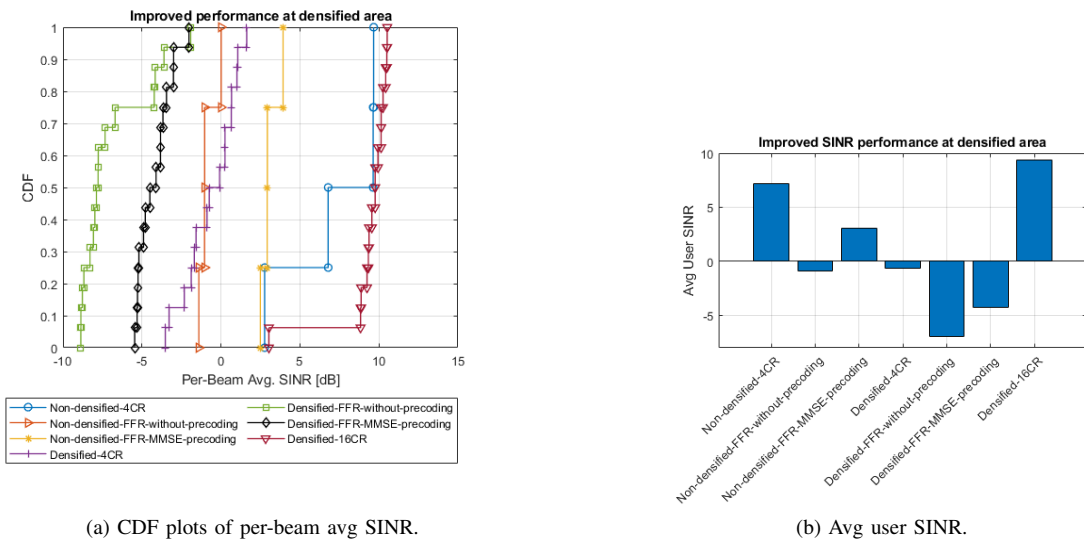 Improved performance at densified area
1
0.9
0.8
0.7
0.6
0.5
0.4
0.3
0.2
0.1
0
CDF
-10
-5
0
5
10
15
Per-Beam Avg. SINR [dB]
Non-densified-4CR
Non-densified-FFR-without-precoding
Non-densified-FFR-MMSE-precoding
Densified-4CR
Densified-FFR-without-precoding
Densified-FFR-MMSE-precoding
Densified-16CR
(a) CDF plots of per-beam avg SINR.
Improved SINR performance at densified area
10
5
0
-5
Avg User SINR
Non-densified-4CR
Non-densified-FFR-without-precoding
Non-densified-FFR-MMSE-precoding
Densified-4CR
Densified-FFR-without-precoding
Densified-FFR-MMSE-precoding
Densified-16CR
(b) Avg user SINR.